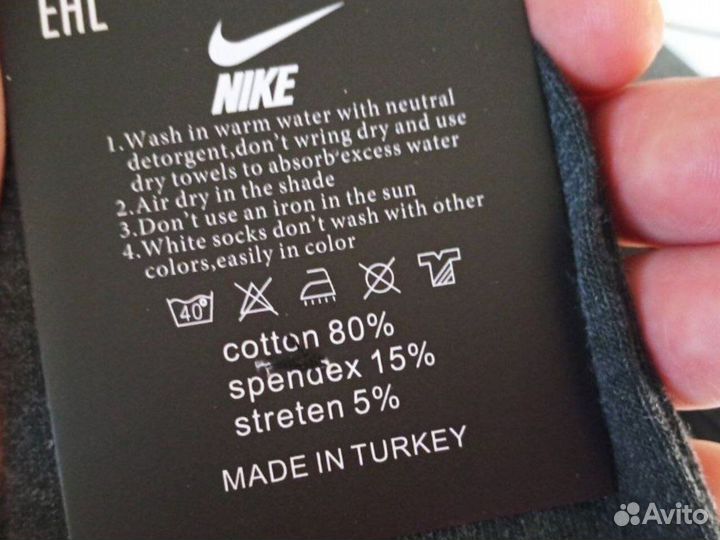 EAC
NIKE
1.Wash in warm water with neutral
detorgent,don't wring dry and use
dry towels to absorb'excess water
2.Air dry in the shade
3.Don't use an iron in the sun
4.White socks don't wash with other
colors,easily in color
40°
cotton 80%
spendex 15%
streten 5%
MADE IN TURKEY
Avito